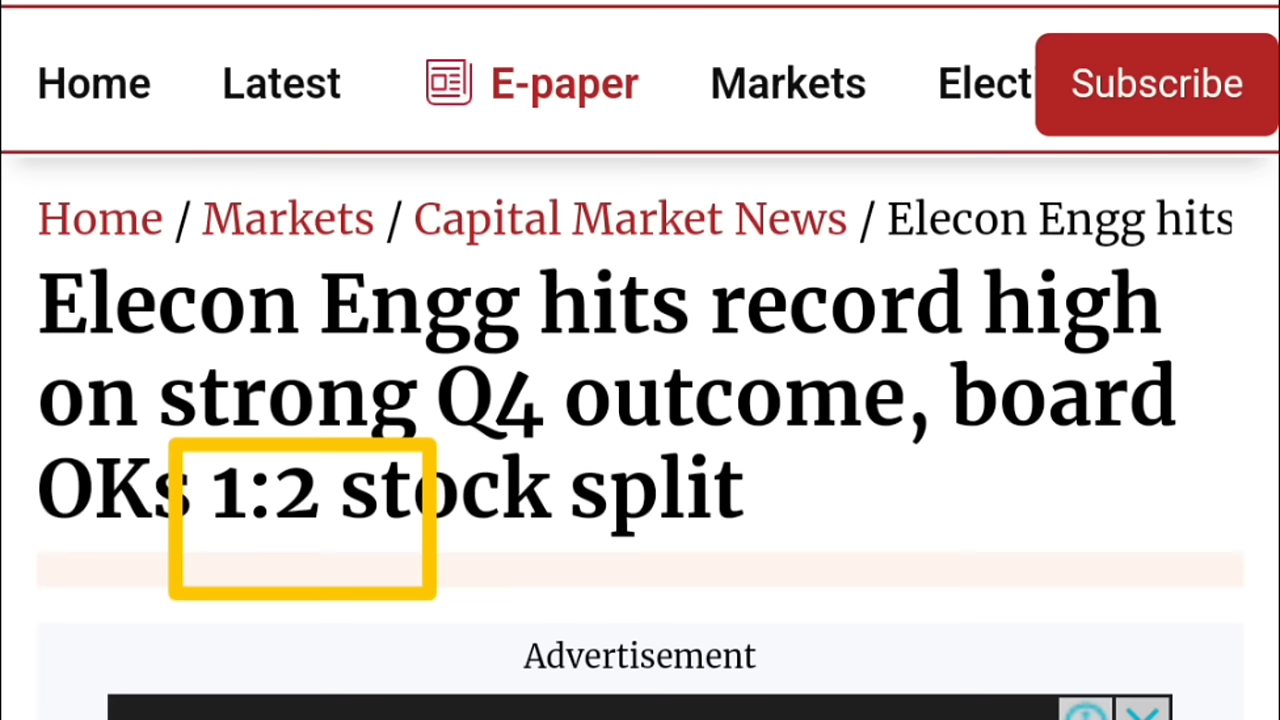 Home Latest E-paper Markets Elect Subscribe
Home / Markets / Capital Market News / Elecon Engg hits
Elecon Engg hits record high
on strong Q4 outcome, board
OKs 1:2 stock split
Advertisement